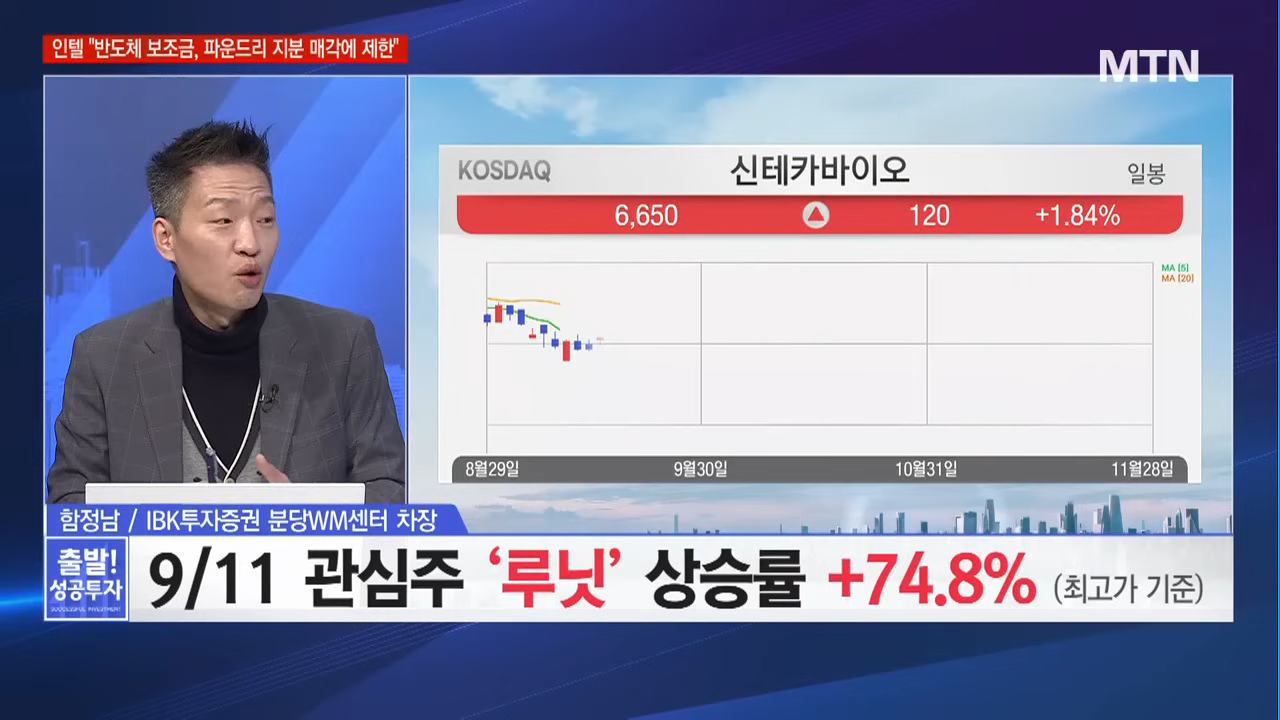 인텔 "반도체 보조금, 파운드리 지분 매각에 제한"
MTN
KOSDAQ 신테카바이오 일봉
6,650 120 +1.84%
MA [5]
MA [20]
8월29일 9월30일 10월31일 11월28일
함정남 / IBK투자증권 분당WM센터 차장
출발!
성공투자
SUCCESSFUL INVESTMENT
9/11 관심주 '루닛' 상승률 +74.8% (최고가 기준)